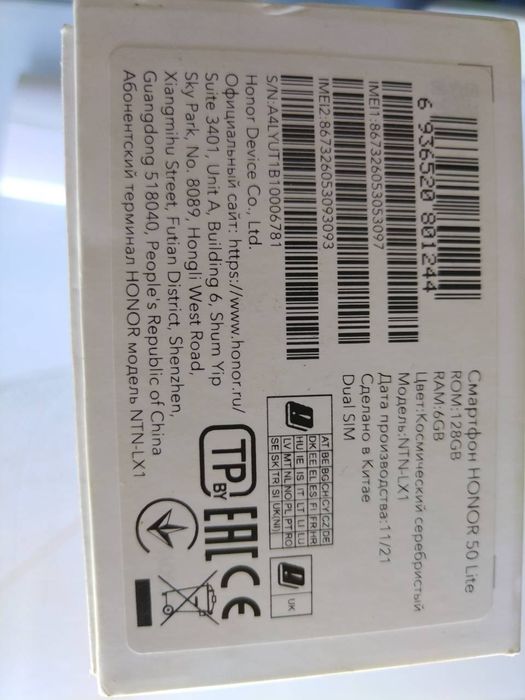 Смартфон HONOR 50 Lite
ROM:128GB
RAM:6GB
Цвет:Космический серебристый
Модель:NTN-LX1
Дата производства:11/21
Сделано в Китае
Dual SIM
6 936520 801244
IMEI1:867326053053097
IMEI2:867326053093093
S/N:A4LYUT1B10006781
Honor Device Co., Ltd.
Официальный сайт: https://www.honor.ru/
Suite 3401, Unit A, Building 6, Shum Yip
Sky Park, No. 8089, Hongli West Road,
Xiangmihu Street, Futian District, Shenzhen,
Guangdong 518040, People's Republic of China
Абонентский терминал HONOR модель NTN-LX1
AT BE BG CH CY CZ DE
DK EE EL ES FI FR HR
HU IE IS IT LT LI LU
LV MT NL NO PL PT RO
SE SK TR SI UK(NI)
UK
TP
BY
EAC
CE